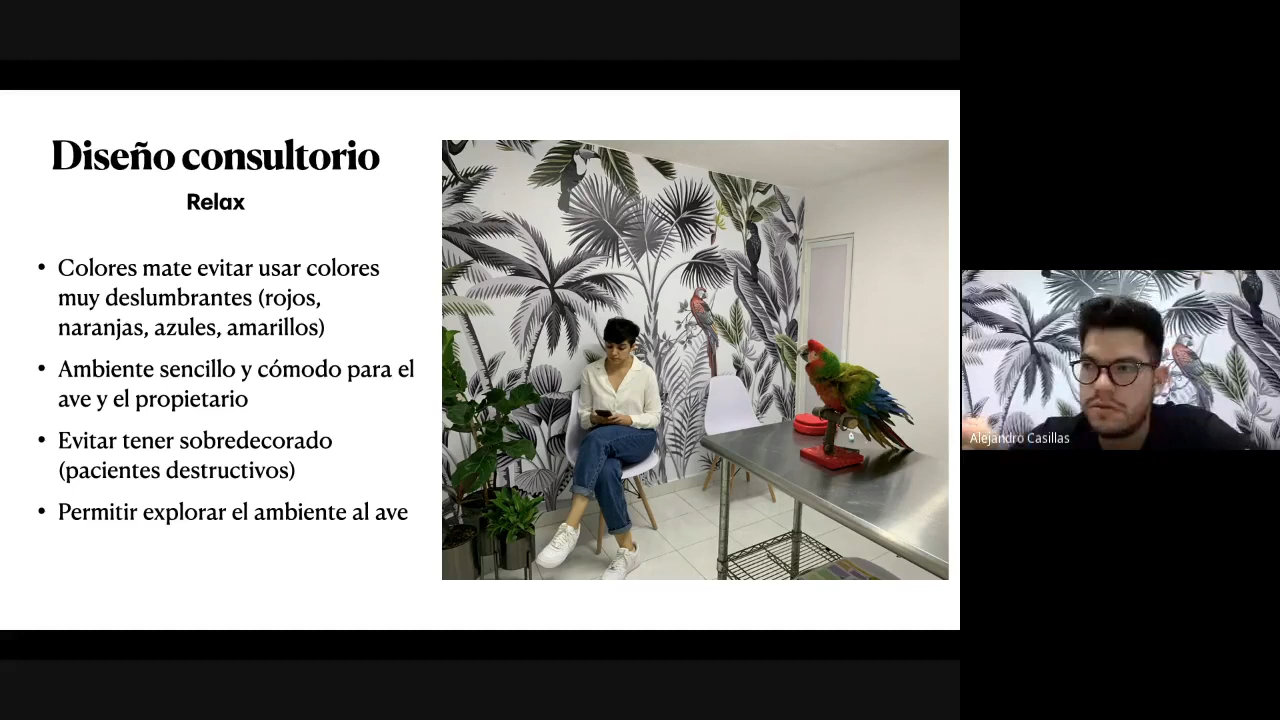 Diseño consultorio
Relax
• Colores mate evitar usar colores
muy deslumbrantes (rojos,
naranjas, azules, amarillos)
• Ambiente sencillo y cómodo para el
ave y el propietario
• Evitar tener sobredecorado
(pacientes destructivos)
• Permitir explorar el ambiente al ave
Alejandro Casillas